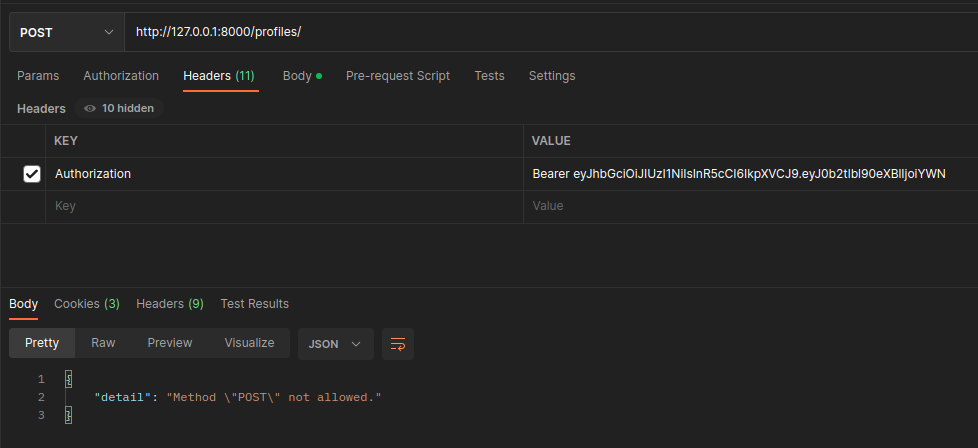 POST http://127.0.0.1:8000/profiles/
Params Authorization Headers (11) Body Pre-request Script Tests Settings
Headers 10 hidden
KEY VALUE
Authorization Bearer eyJhbGciOiJIUzI1NiIsInR5cCI6IkpXVCJ9.eyJ0b2tlbl90eXBlIjoiYWN
Key Value
Body Cookies (3) Headers (9) Test Results
Pretty Raw Preview Visualize JSON
1 {
2 "detail": "Method \"POST\" not allowed."
3 }